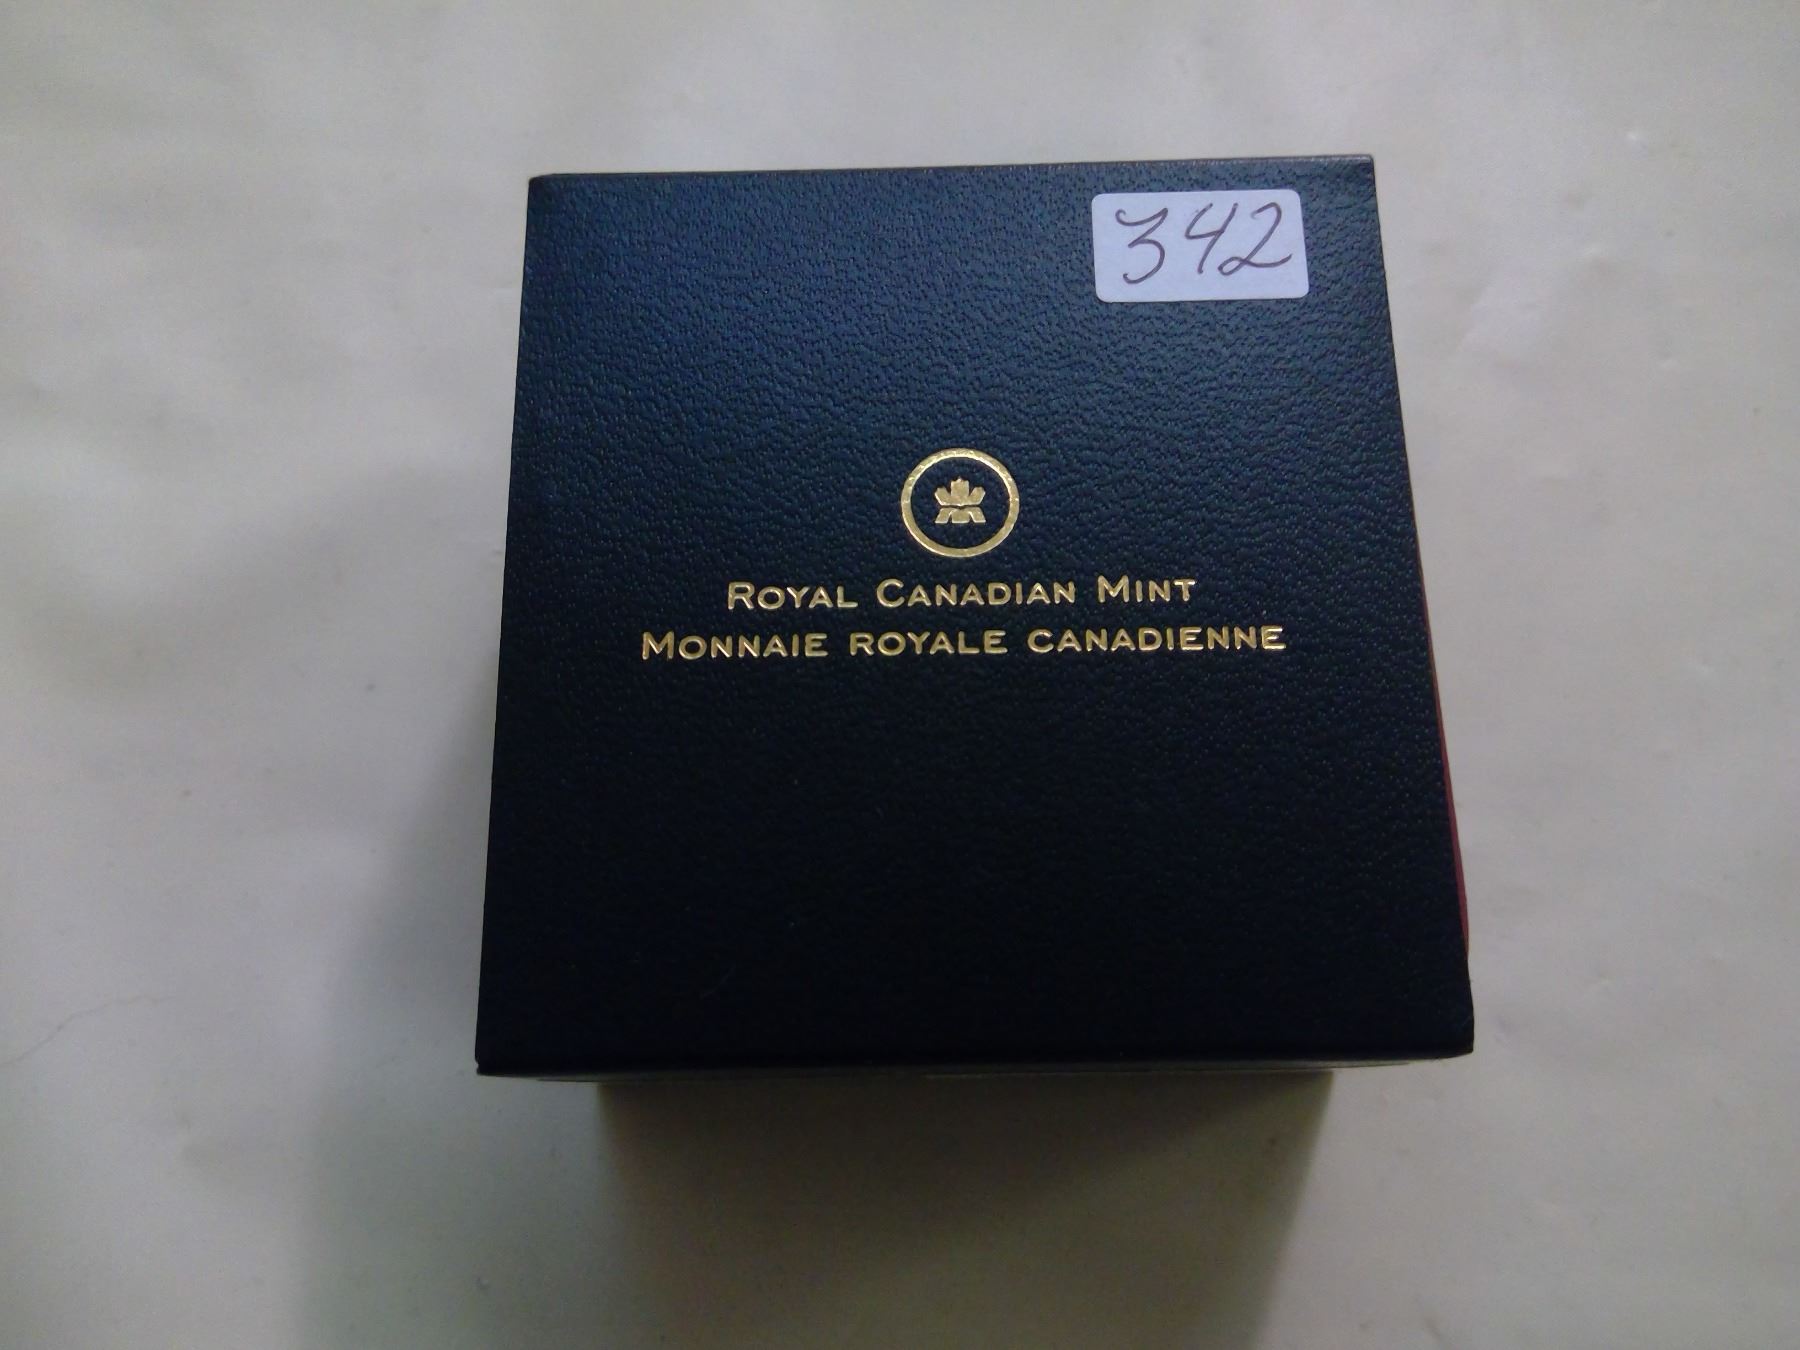 342
Royal Canadian Mint
Monnaie royale canadienne